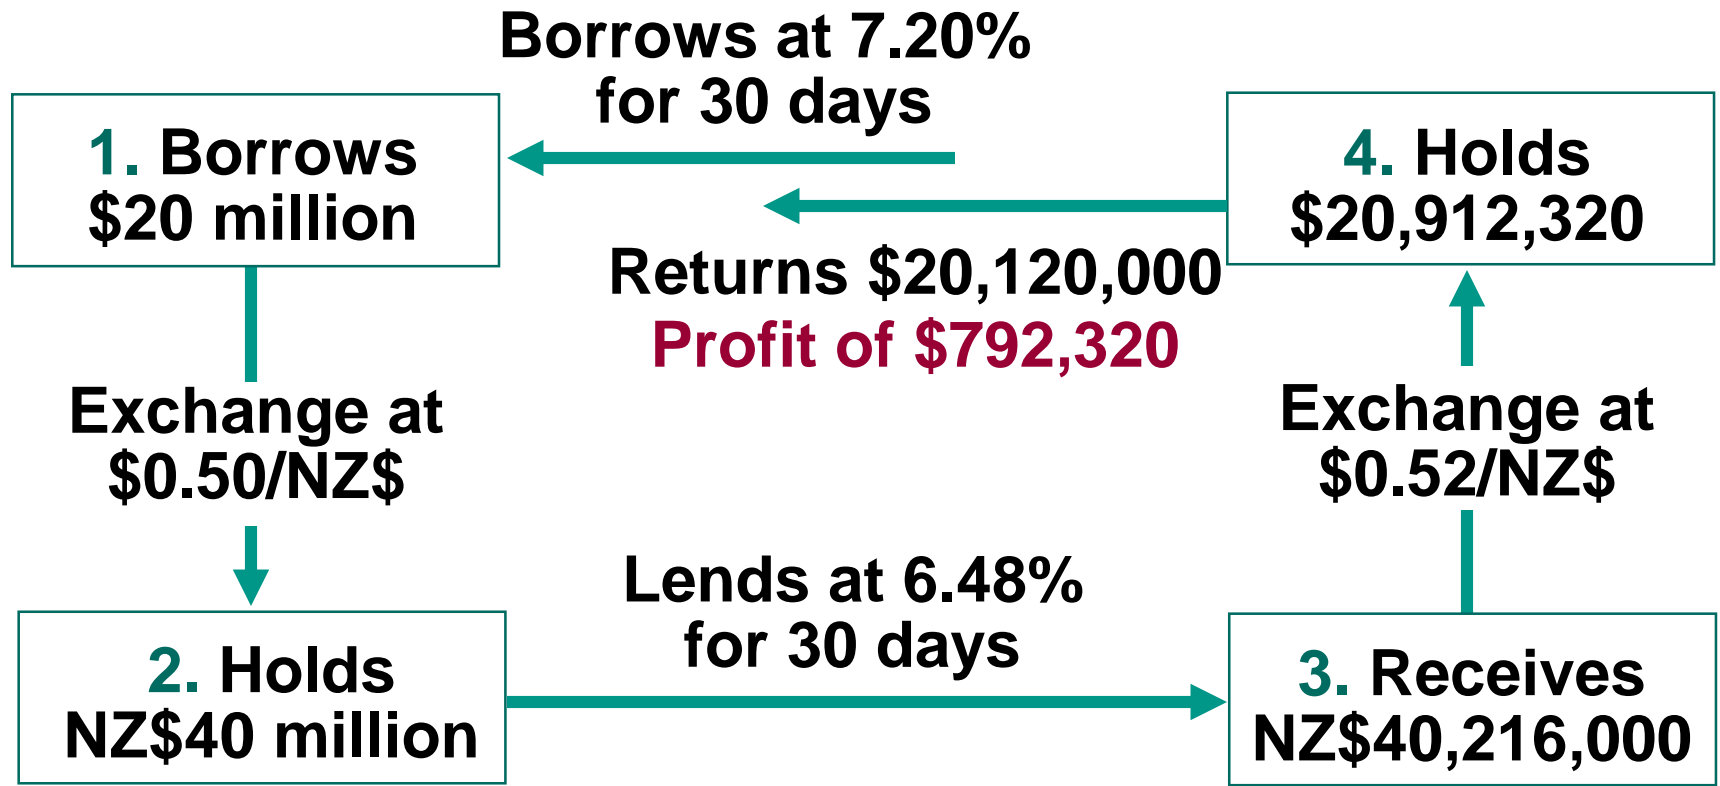 Borrows at 7.20%
for 30 days
1. Borrows
$20 million
4. Holds
$20,912,320
Returns $20,120,000
Profit of $792,320
Exchange at
$0.50/NZ$
Exchange at
$0.52/NZ$
Lends at 6.48%
for 30 days
2. Holds
NZ$40 million
3. Receives
NZ$40,216,000